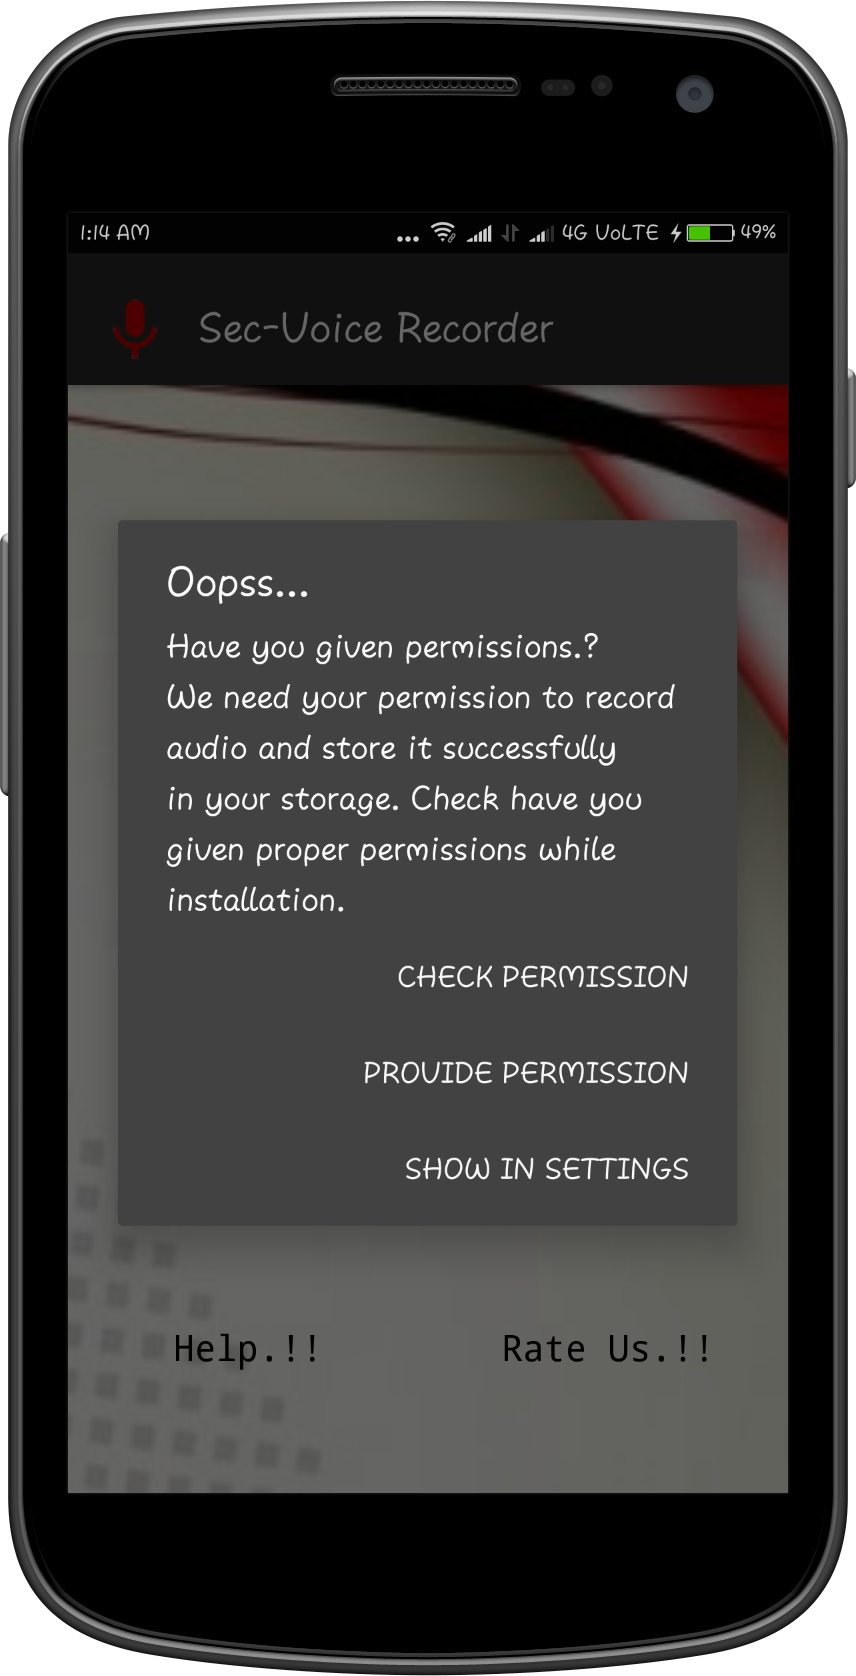 1:14 AM ... 4G VoLTE 49%
Sec-Voice Recorder
Oopss...
Have you given permissions.?
We need your permission to record
audio and store it successfully
in your storage. Check have you
given proper permissions while
installation.
CHECK PERMISSION
PROVIDE PERMISSION
SHOW IN SETTINGS
Help.!! Rate Us.!!